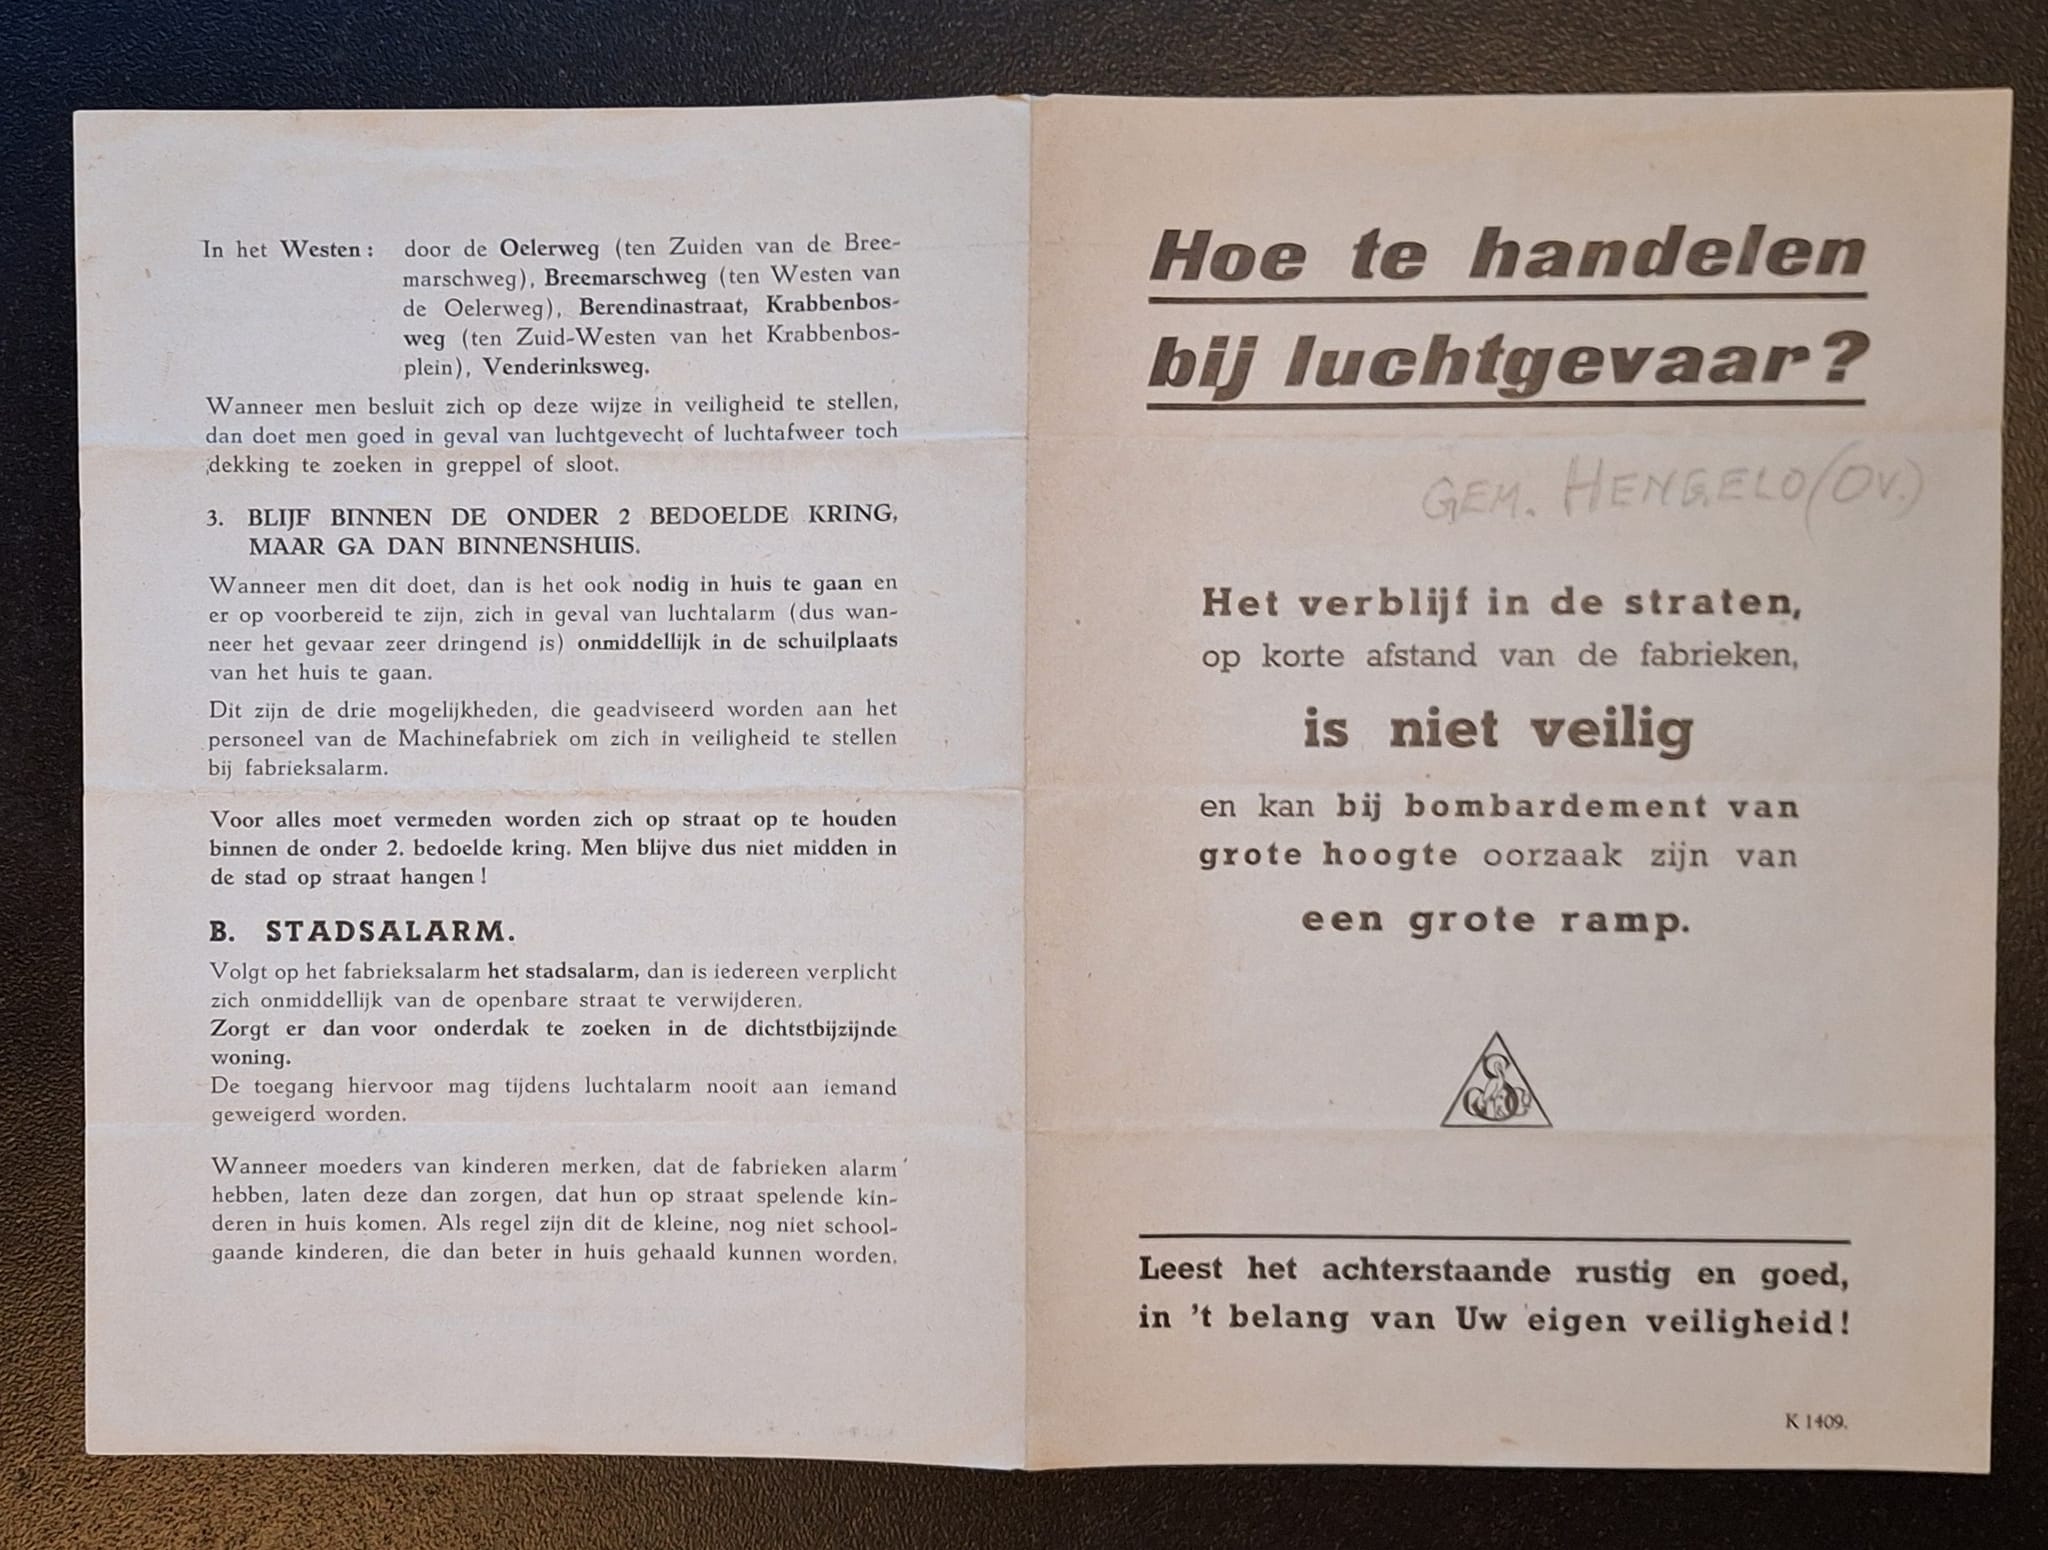 In het Westen: door de Oelerweg (ten Zuiden van de Bree-
marschweg), Breemarschweg (ten Westen van
de Oelerweg), Berendinastraat, Krabbenbos-
weg (ten Zuid-Westen van het Krabbenbos-
plein), Venderinksweg.
Wanneer men besluit zich op deze wijze in veiligheid te stellen,
dan doet men goed in geval van luchtgevecht of luchtafweer toch
dekking te zoeken in greppel of sloot.
3. BLIJF BINNEN DE ONDER 2 BEDOELDE KRING,
MAAR GA DAN BINNENSHUIS.
Wanneer men dit doet, dan is het ook nodig in huis te gaan en
er op voorbereid te zijn, zich in geval van luchtalarm (dus wan-
neer het gevaar zeer dringend is) onmiddellijk in de schuilplaats
van het huis te gaan.
Dit zijn de drie mogelijkheden, die geadviseerd worden aan het
personeel van de Machinefabriek om zich in veiligheid te stellen
bij fabrieksalarm.
Voor alles moet vermeden worden zich op straat op te houden
binnen de onder 2. bedoelde kring. Men blijve dus niet midden in
de stad op straat hangen!
B. STADSALARM.
Volgt op het fabrieksalarm het stadsalarm, dan is iedereen verplicht
zich onmiddellijk van de openbare straat te verwijderen.
Zorgt er dan voor onderdak te zoeken in de dichtstbijzijnde
woning.
De toegang hiervoor mag tijdens luchtalarm nooit aan iemand
geweigerd worden.
Wanneer moeders van kinderen merken, dat de fabrieken alarm
hebben, laten deze dan zorgen, dat hun op straat spelende kin-
deren in huis komen. Als regel zijn dit de kleine, nog niet school-
gaande kinderen, die dan beter in huis gehaald kunnen worden.
Hoe te handelen
bij luchtgevaar?
GEM. HENGELO (OV.)
Het verblijf in de straten,
op korte afstand van de fabrieken,
is niet veilig
en kan bij bombardement van
grote hoogte oorzaak zijn van
een grote ramp.
Leest het achterstaande rustig en goed,
in 't belang van Uw eigen veiligheid!
K 1409.